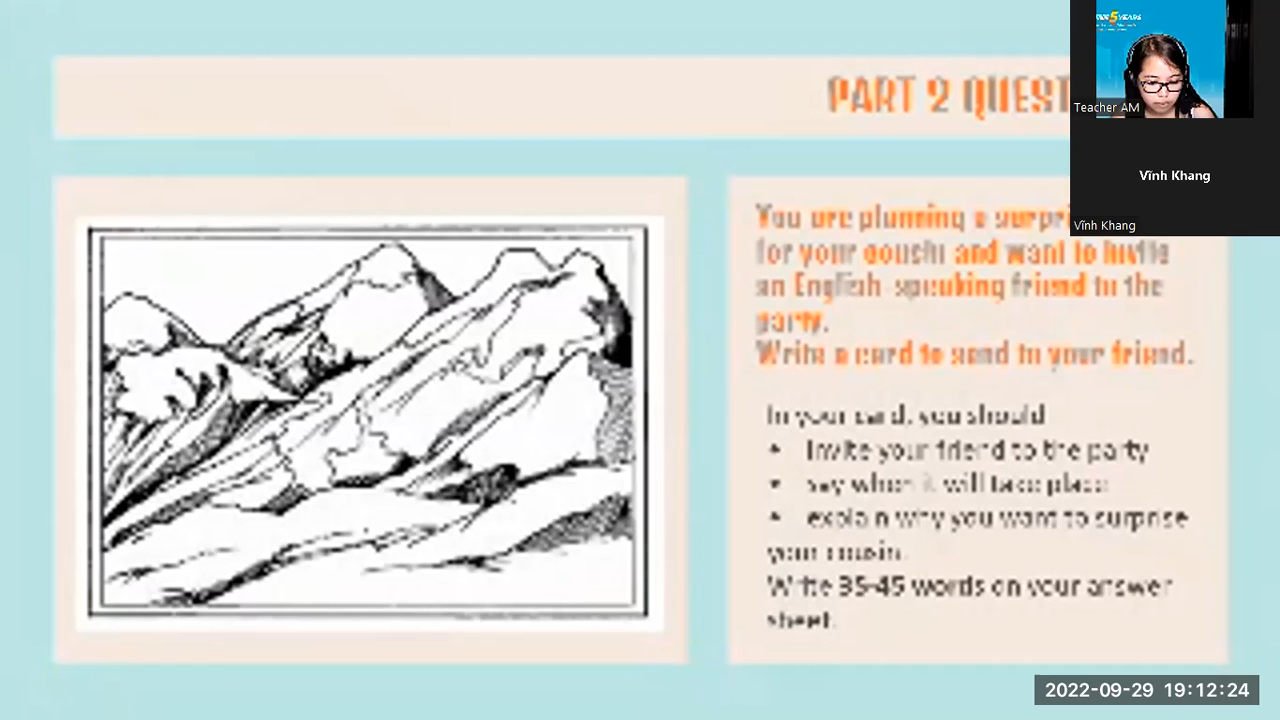 PART 2 QUEST
You are planning a surpri
for your cousin and want to invite
an English-speaking friend to the
party.
Write a card to send to your friend.
In your card, you should
• invite your friend to the party
• say when it will take place
• explain why you want to surprise
your cousin.
Write 35-45 words on your answer
sheet.
5 YEARS
Teacher AM
Vĩnh Khang
Vĩnh Khang
2022-09-29 19:12:24